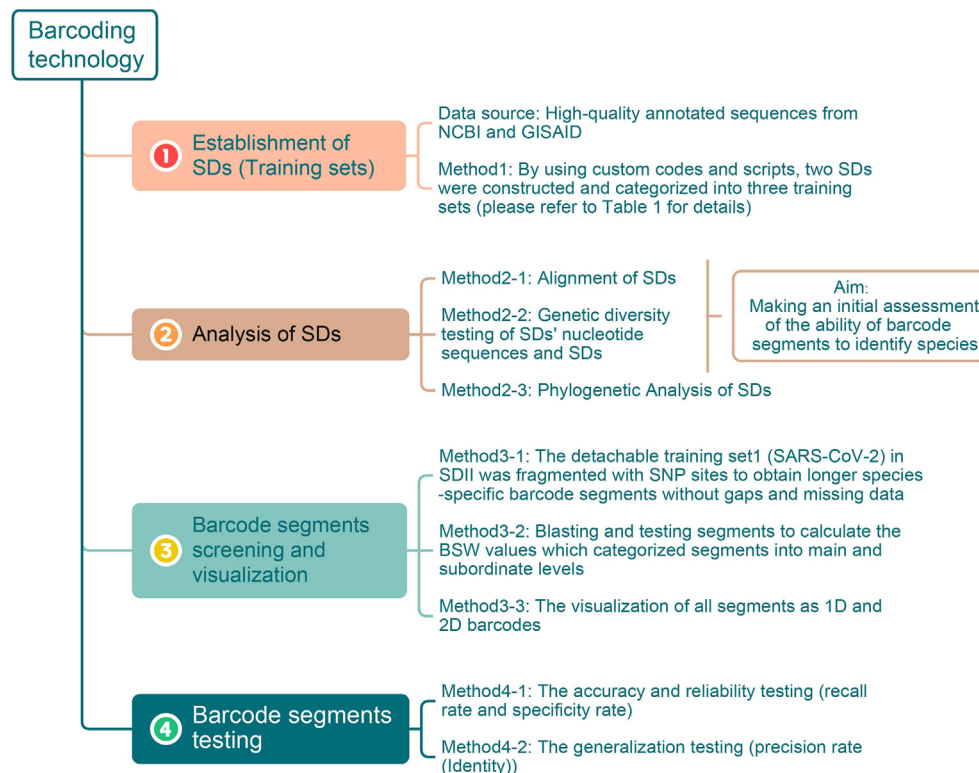 Barcoding
technology
1
Establishment of
SDs (Training sets)
Data source: High-quality annotated sequences from
NCBI and GISAID
Method1: By using custom codes and scripts, two SDs
were constructed and categorized into three training
sets (please refer to Table 1 for details)
2
Analysis of SDs
Method2-1: Alignment of SDs
Method2-2: Genetic diversity
testing of SDs' nucleotide
sequences and SDs
Method2-3: Phylogenetic Analysis of SDs
Aim:
Making an initial assessment
of the ability of barcode
segments to identify species
3
Barcode segments
screening and
visualization
Method3-1: The detachable training set1 (SARS-CoV-2) in
SDII was fragmented with SNP sites to obtain longer species
-specific barcode segments without gaps and missing data
Method3-2: Blasting and testing segments to calculate the
BSW values which categorized segments into main and
subordinate levels
Method3-3: The visualization of all segments as 1D and
2D barcodes
4
Barcode segments
testing
Method4-1: The accuracy and reliability testing (recall
rate and specificity rate)
Method4-2: The generalization testing (precision rate
(Identity))